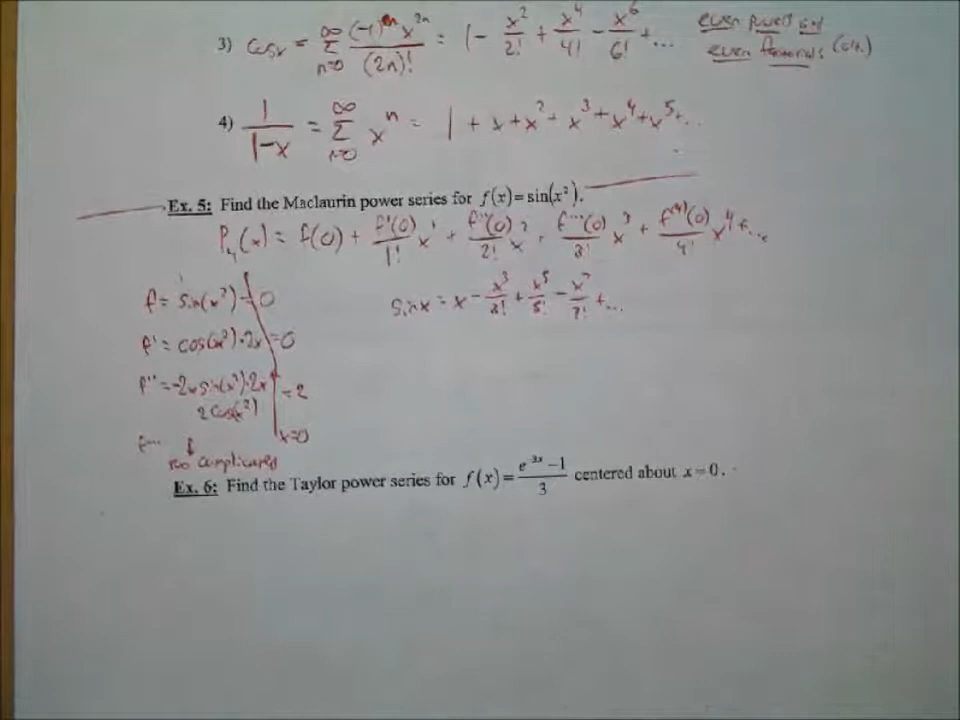 3) cosx = ∞ Σ n=0 (-1)^n x^2n / (2n)! = 1 - x²/2! + x⁴/4! - x⁶/6! + ... even powers and
even factorials
4) 1/(1-x) = ∞ Σ n=0 x^n = 1 + x + x² + x³ + x⁴ + x⁵ + ...
Ex. 5: Find the Maclaurin power series for f(x)=sin(x²).
P₄(x) = f(0) + f'(0)/1! x¹ + f''(0)/2! x² + f'''(0)/3! x³ + f⁽⁴⁾(0)/4! x⁴ + ...
f = sin(x²) = 0
sinx = x - x³/3! + x⁵/5! - x⁷/7! + ...
f' = cos(x²)·2x = 0
f'' = -2x sin(x²)·2x = 2
2cos(x²)
x=0
f'''
too complicated
Ex. 6: Find the Taylor power series for f(x) = (e^3x - 1)/3 centered about x=0.